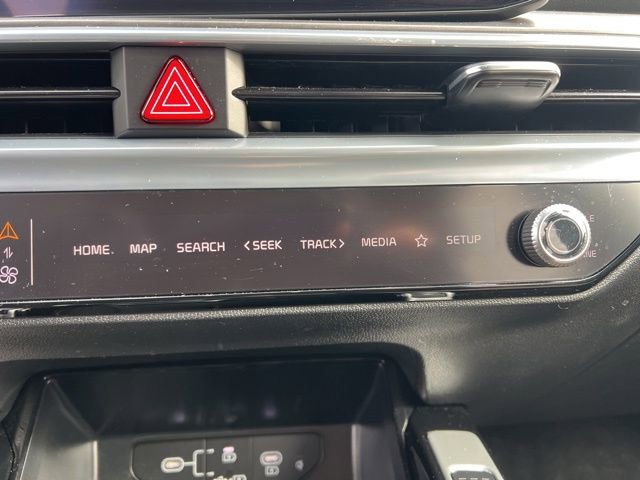 HOME MAP SEARCH <SEEK TRACK> MEDIA ☆ SETUP